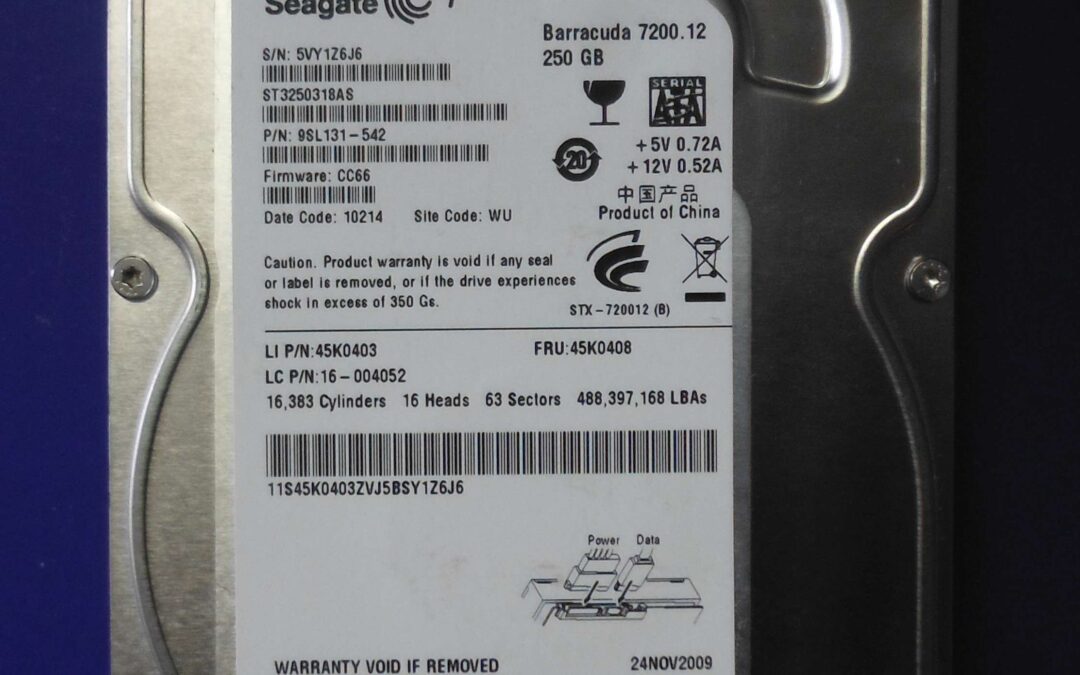 Seagate
Barracuda 7200.12
250 GB
S/N: 5VY1Z6J6
ST3250318AS
SERIAL
ATA
P/N: 9SL131-542
20
+5V 0.72A
+12V 0.52A
Firmware: CC66
中国产品
Product of China
Date Code: 10214 Site Code: WU
Caution. Product warranty is void if any seal
or label is removed, or if the drive experiences
shock in excess of 350 Gs.
STX-720012 (B)
LI P/N:45K0403 FRU:45K0408
LC P/N:16-004052
16,383 Cylinders 16 Heads 63 Sectors 488,397,168 LBAs
11S45K0403ZVJ5BSY1Z6J6
Power Data
WARRANTY VOID IF REMOVED 24NOV2009